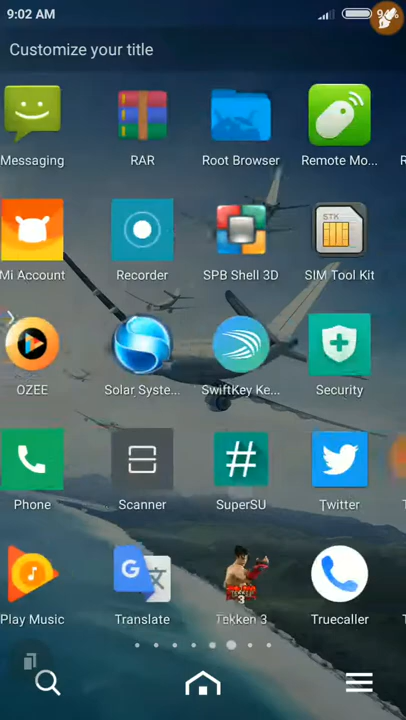 9:02 AM
Customize your title
Messaging
RAR
Root Browser
Remote Mo...
Mi Account
STK
Recorder
SPB Shell 3D
SIM Tool Kit
OZEE
Solar Syste...
SwiftKey Ke...
Security
Phone
Scanner
SuperSU
Twitter
G
文
3
Play Music
Translate
Tekken 3
Truecaller